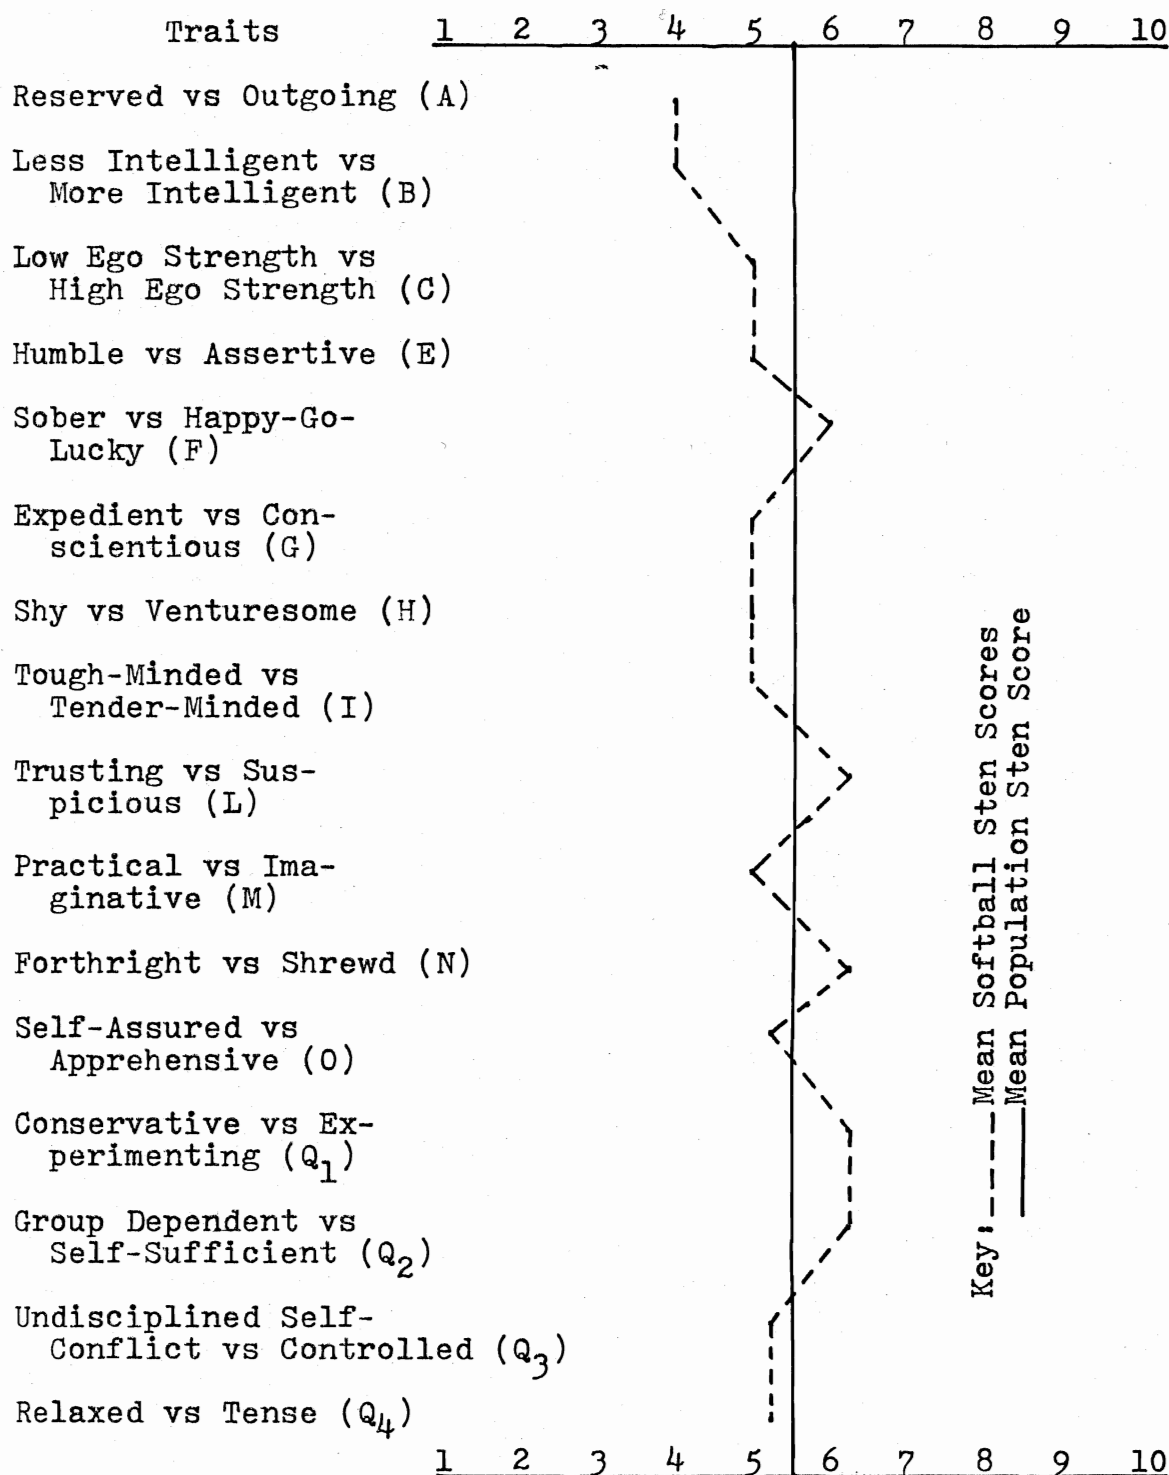 Traits 1 2 3 4 5 6 7 8 9 10
Reserved vs Outgoing (A)
Less Intelligent vs
More Intelligent (B)
Low Ego Strength vs
High Ego Strength (C)
Humble vs Assertive (E)
Sober vs Happy-Go-
Lucky (F)
Expedient vs Con-
scientious (G)
Shy vs Venturesome (H)
Tough-Minded vs
Tender-Minded (I)
Trusting vs Sus-
picious (L)
Practical vs Ima-
ginative (M)
Forthright vs Shrewd (N)
Self-Assured vs
Apprehensive (O)
Conservative vs Ex-
perimenting (Q1)
Group Dependent vs
Self-Sufficient (Q2)
Undisciplined Self-
Conflict vs Controlled (Q3)
Relaxed vs Tense (Q4)
1 2 3 4 5 6 7 8 9 10
Key: Mean Softball Sten Scores
Mean Population Sten Score